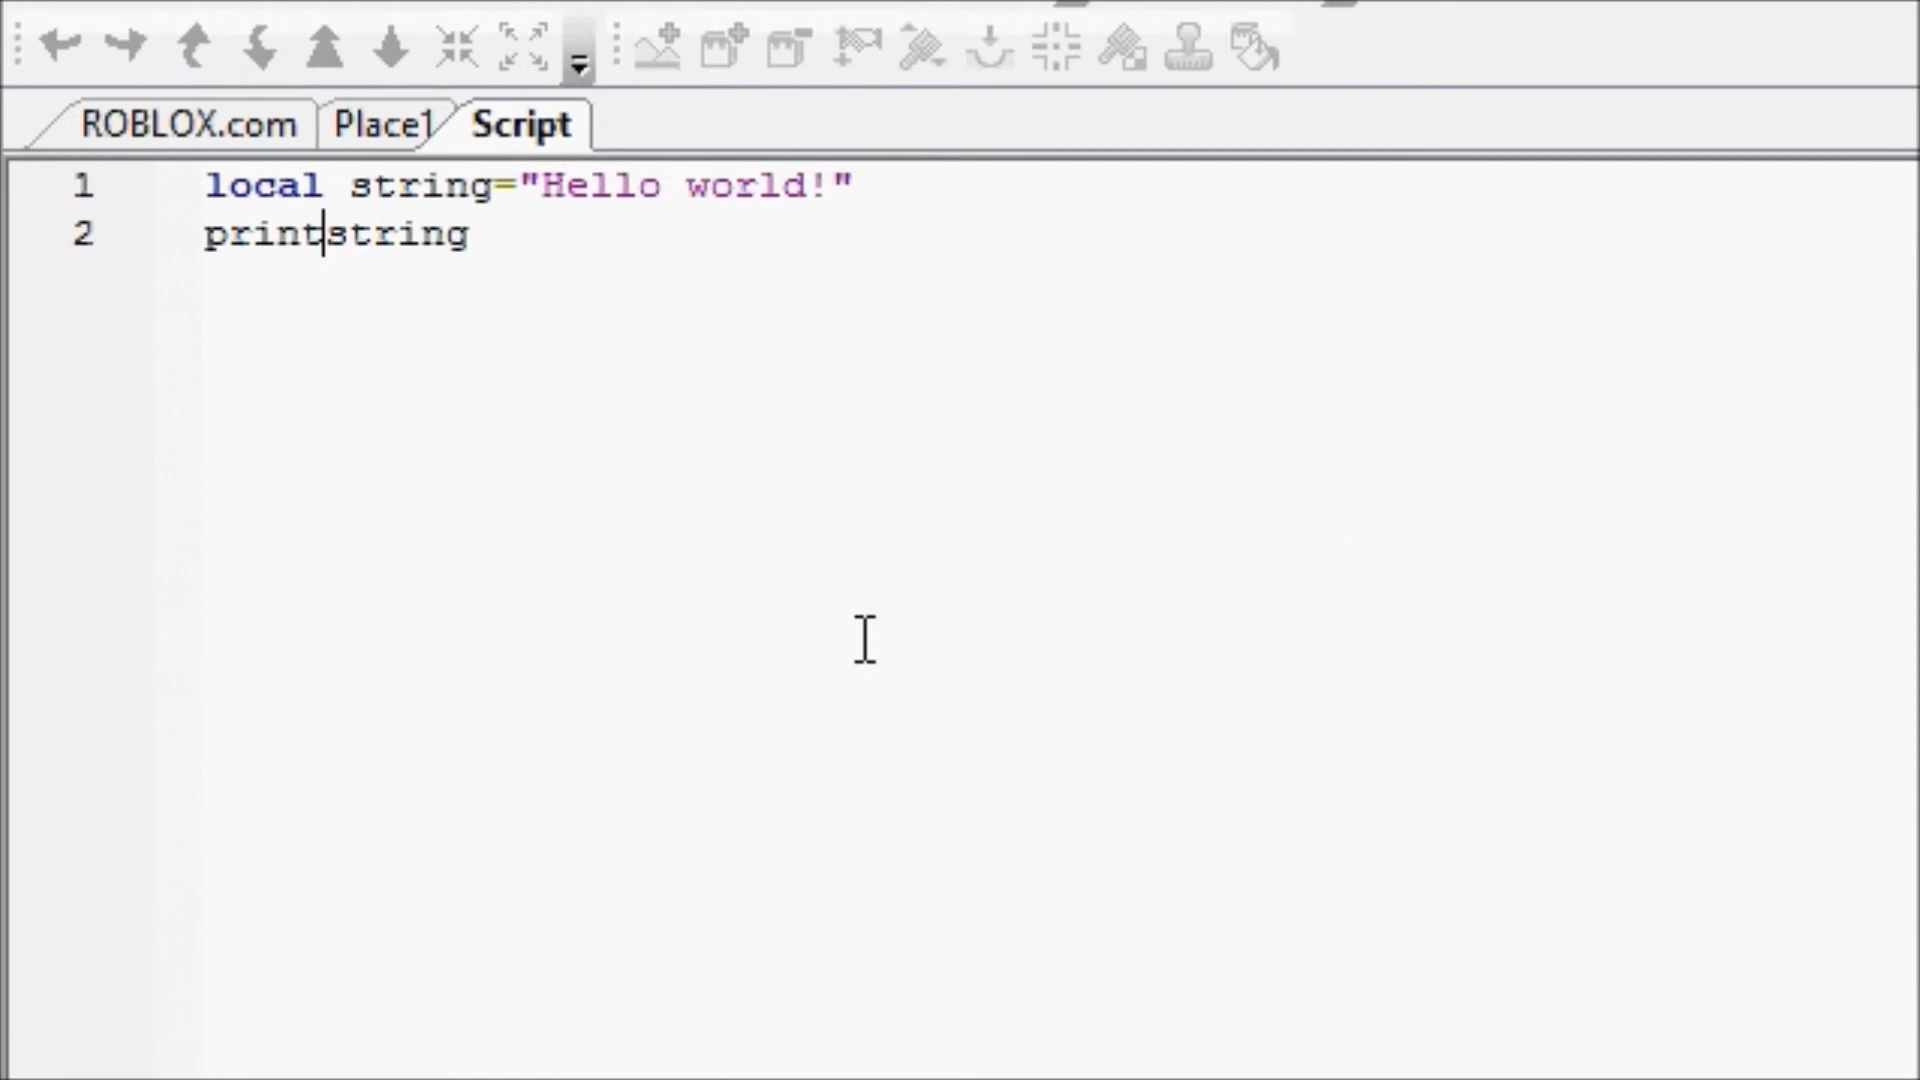 ROBLOX.com Place1 Script
1 local string="Hello world!"
2 printstring